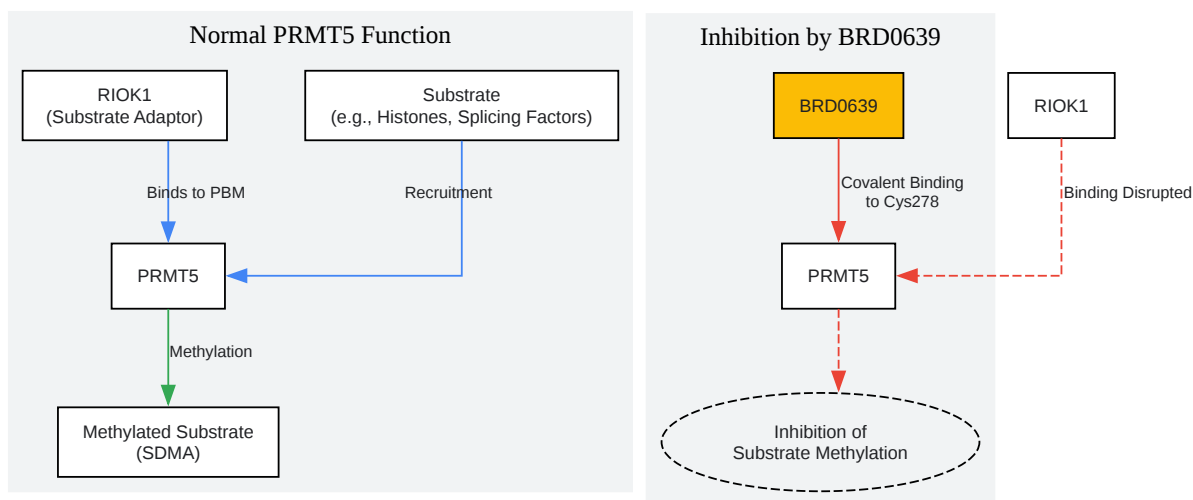 Normal PRMT5 Function
RIOK1
(Substrate Adaptor)
Substrate
(e.g., Histones, Splicing Factors)
Binds to PBM
Recruitment
PRMT5
Methylation
Methylated Substrate
(SDMA)
Inhibition by BRD0639
BRD0639
RIOK1
Covalent Binding
to Cys278
Binding Disrupted
PRMT5
Inhibition of
Substrate Methylation